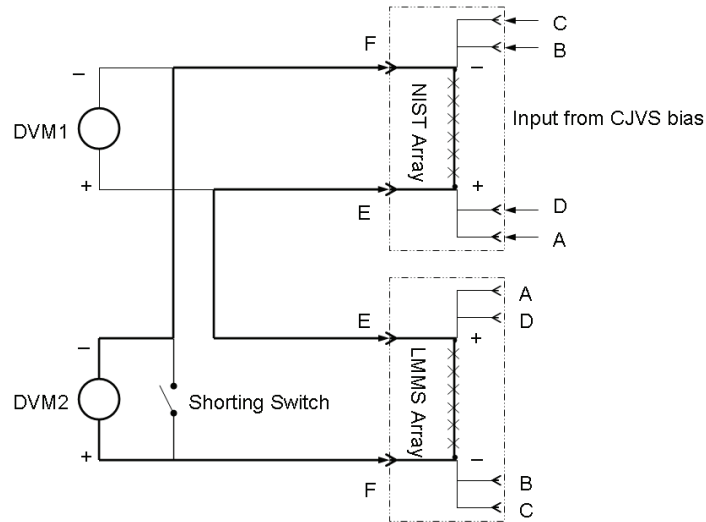 C
F
B
–
–
DVM1
NIST Array
Input from CJVS bias
+
+
E
D
A
A
E
D
–
+
DVM2
Shorting Switch
LMMS Array
+
–
F
B
C